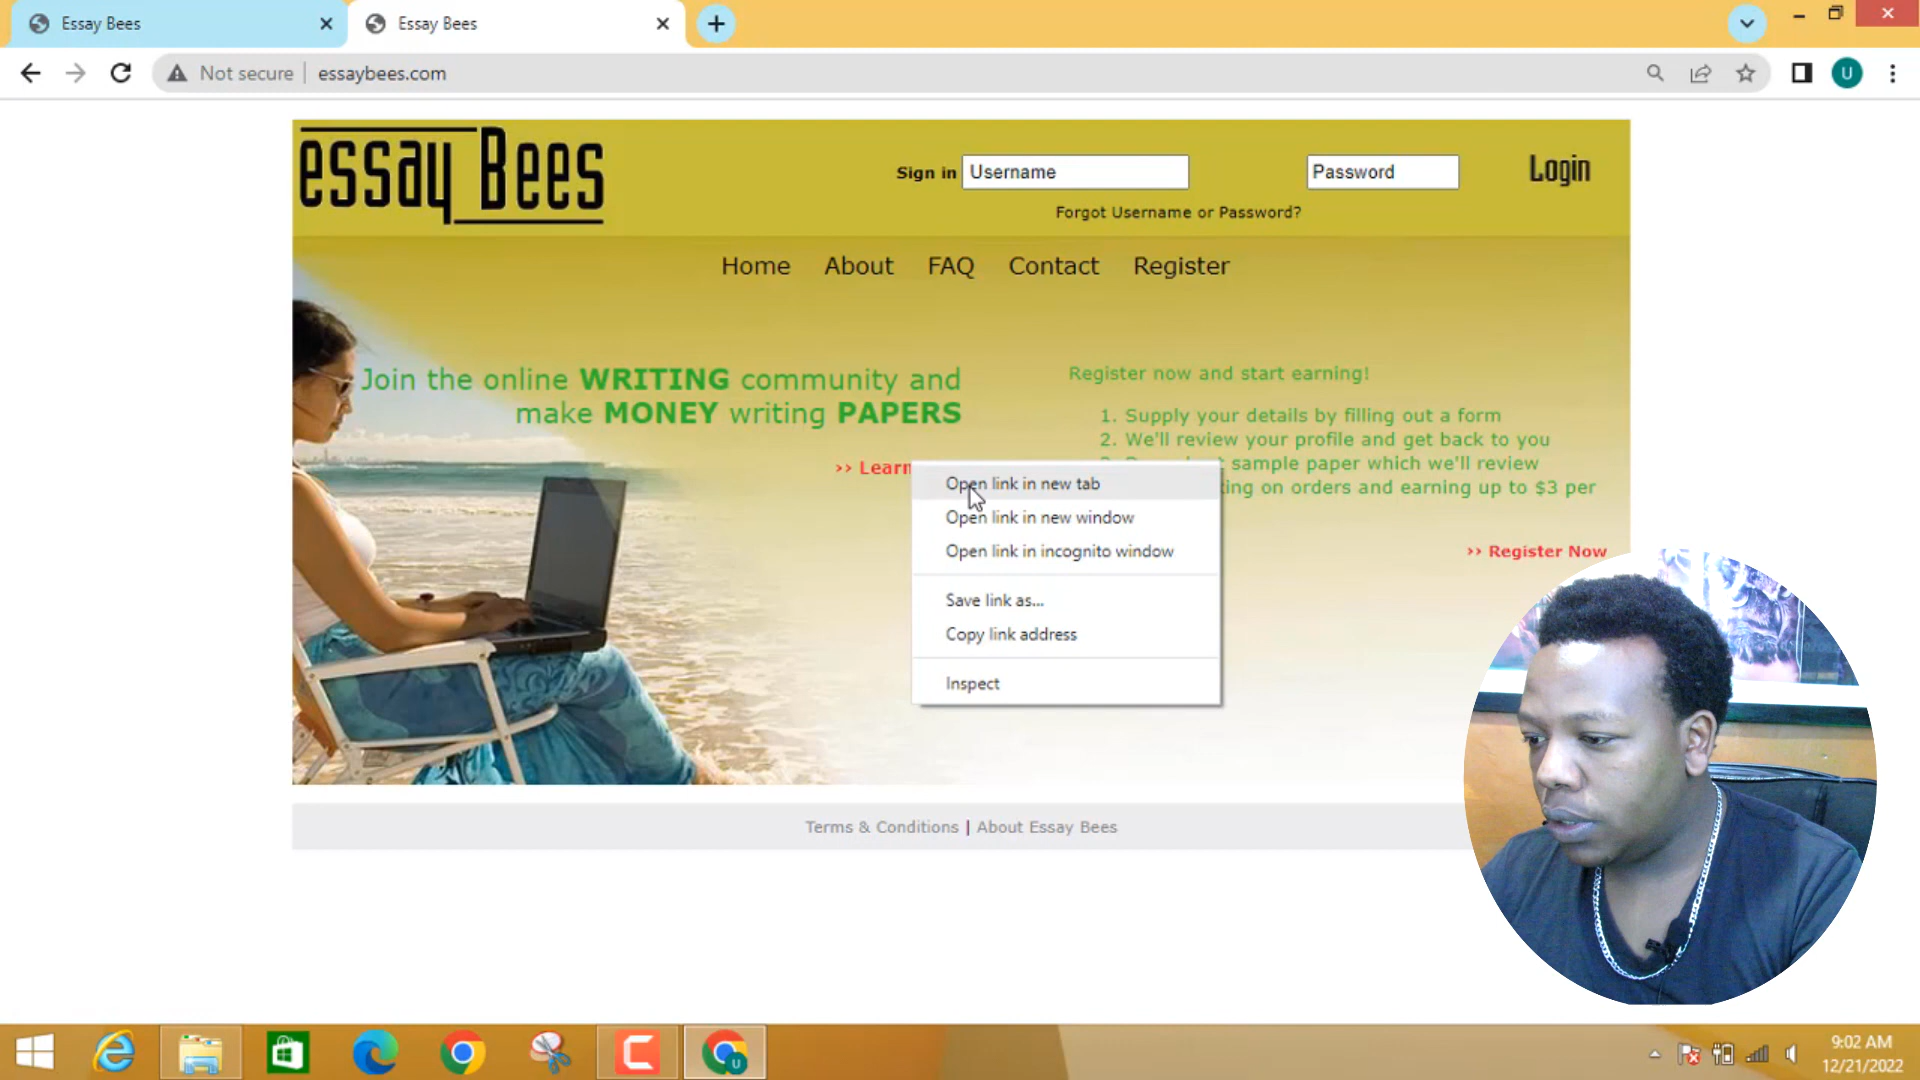 Essay Bees
Essay Bees
Not secure
essaybees.com
U
essay Bees
Sign in
Username
Password
Login
Forgot Username or Password?
Home
About
FAQ
Contact
Register
Join the online WRITING community and
make MONEY writing PAPERS
>> Learn
Register now and start earning!
1. Supply your details by filling out a form
2. We'll review your profile and get back to you
sample paper which we'll review
on orders and earning up to $3 per
>> Register Now
Open link in new tab
Open link in new window
Open link in incognito window
Save link as...
Copy link address
Inspect
Terms & Conditions | About Essay Bees
U
9:02 AM
12/21/2022